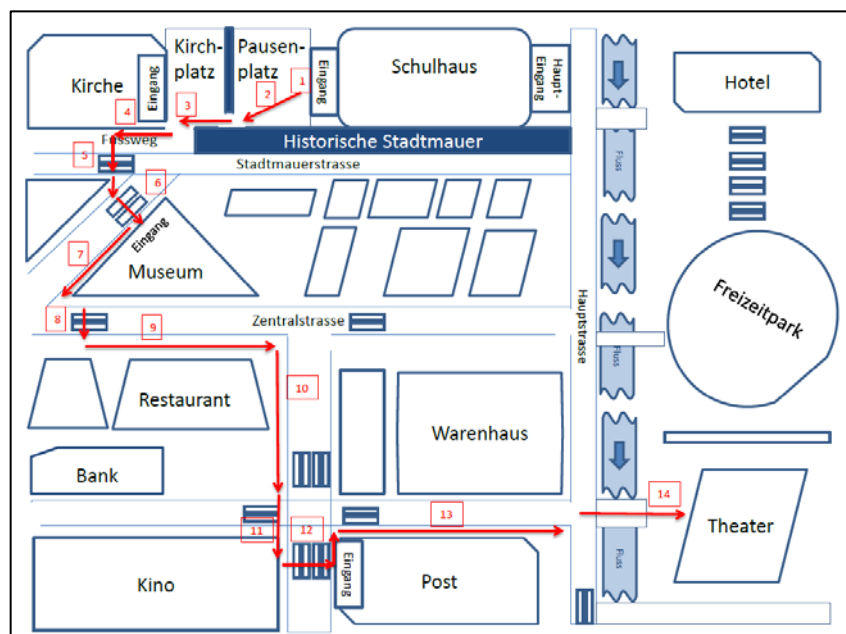 Kirche
Eingang
Kirch-
platz
Pausen-
platz
Eingang
Schulhaus
Haupt-
Eingang
Hotel
1
2
3
4
Fussweg
Historische Stadtmauer
Fluss
5
Stadtmauerstrasse
6
Eingang
7
Museum
Freizeitpark
8
9
Zentralstrasse
Hauptstrasse
Fluss
10
Restaurant
Warenhaus
Bank
14
11
12
13
Theater
Kino
Eingang
Post
Fluss